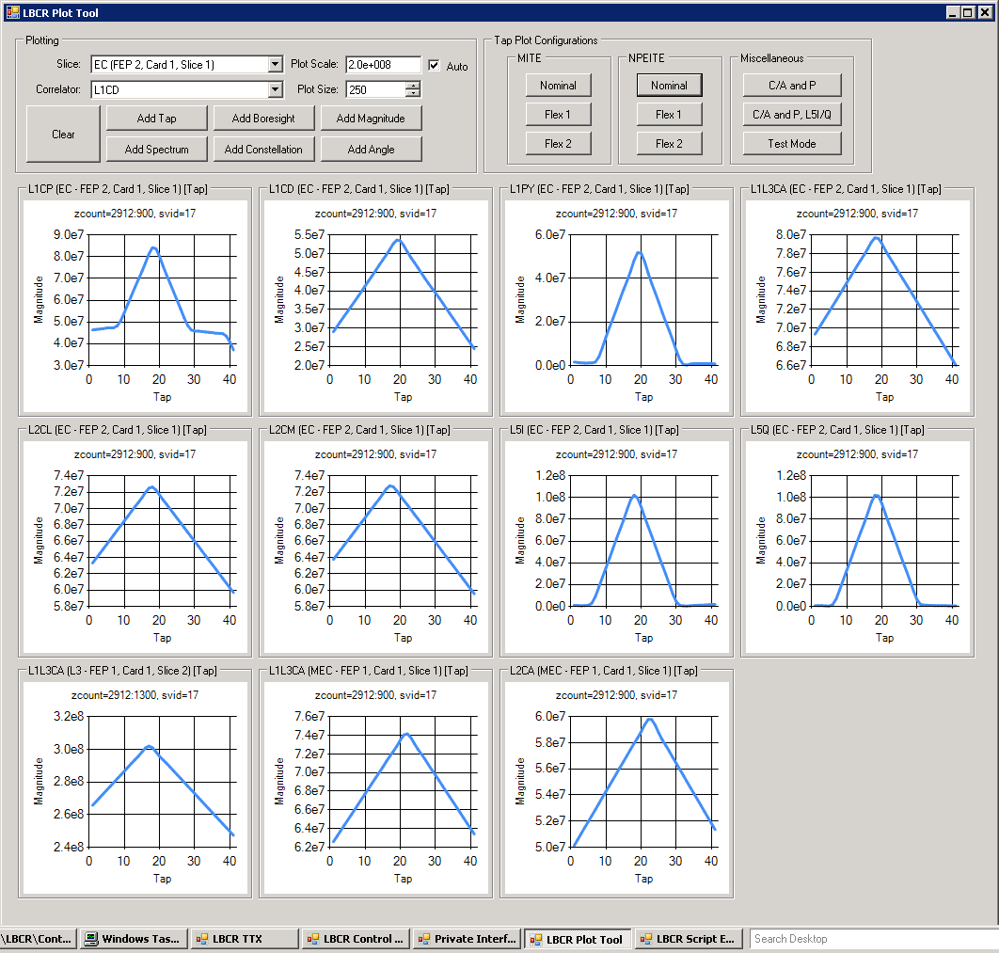 LBCR Plot Tool
Plotting
Slice: EC (FEP 2, Card 1, Slice 1) Plot Scale: 2.0e+008 Auto
Correlator: L1CD Plot Size: 250
Clear
Add Tap Add Boresight Add Magnitude
Add Spectrum Add Constellation Add Angle
Tap Plot Configurations
MITE
Nominal
Flex 1
Flex 2
NPEITE
Nominal
Flex 1
Flex 2
Miscellaneous
C/A and P
C/A and P, L5I/Q
Test Mode
L1CP (EC - FEP 2, Card 1, Slice 1) [Tap]
zcount=2912:900, svid=17
Magnitude
9.0e7
8.0e7
7.0e7
6.0e7
5.0e7
4.0e7
3.0e7
0 10 20 30 40
Tap
L1CD (EC - FEP 2, Card 1, Slice 1) [Tap]
zcount=2912:900, svid=17
Magnitude
5.5e7
5.0e7
4.5e7
4.0e7
3.5e7
3.0e7
2.5e7
2.0e7
0 10 20 30 40
Tap
L1PY (EC - FEP 2, Card 1, Slice 1) [Tap]
zcount=2912:900, svid=17
Magnitude
6.0e7
4.0e7
2.0e7
0.0e0
0 10 20 30 40
Tap
L1L3CA (EC - FEP 2, Card 1, Slice 1) [Tap]
zcount=2912:900, svid=17
Magnitude
8.0e7
7.8e7
7.6e7
7.4e7
7.2e7
7.0e7
6.8e7
6.6e7
0 10 20 30 40
Tap
L2CL (EC - FEP 2, Card 1, Slice 1) [Tap]
zcount=2912:900, svid=17
Magnitude
7.4e7
7.2e7
7.0e7
6.8e7
6.6e7
6.4e7
6.2e7
6.0e7
5.8e7
0 10 20 30 40
Tap
L2CM (EC - FEP 2, Card 1, Slice 1) [Tap]
zcount=2912:900, svid=17
Magnitude
7.4e7
7.2e7
7.0e7
6.8e7
6.6e7
6.4e7
6.2e7
6.0e7
5.8e7
0 10 20 30 40
Tap
L5I (EC - FEP 2, Card 1, Slice 1) [Tap]
zcount=2912:900, svid=17
Magnitude
1.2e8
1.0e8
8.0e7
6.0e7
4.0e7
2.0e7
0.0e0
0 10 20 30 40
Tap
L5Q (EC - FEP 2, Card 1, Slice 1) [Tap]
zcount=2912:900, svid=17
Magnitude
1.2e8
1.0e8
8.0e7
6.0e7
4.0e7
2.0e7
0.0e0
0 10 20 30 40
Tap
L1L3CA (L3 - FEP 1, Card 1, Slice 2) [Tap]
zcount=2912:1300, svid=17
Magnitude
3.2e8
3.0e8
2.8e8
2.6e8
2.4e8
0 10 20 30 40
Tap
L1L3CA (MEC - FEP 1, Card 1, Slice 1) [Tap]
zcount=2912:900, svid=17
Magnitude
7.6e7
7.4e7
7.2e7
7.0e7
6.8e7
6.6e7
6.4e7
6.2e7
0 10 20 30 40
Tap
L2CA (MEC - FEP 1, Card 1, Slice 1) [Tap]
zcount=2912:900, svid=17
Magnitude
6.0e7
5.8e7
5.6e7
5.4e7
5.2e7
5.0e7
0 10 20 30 40
Tap
\LBCR\Cont... Windows Tas... LBCR TTX LBCR Control ... Private Interf... LBCR Plot Tool LBCR Script E... Search Desktop